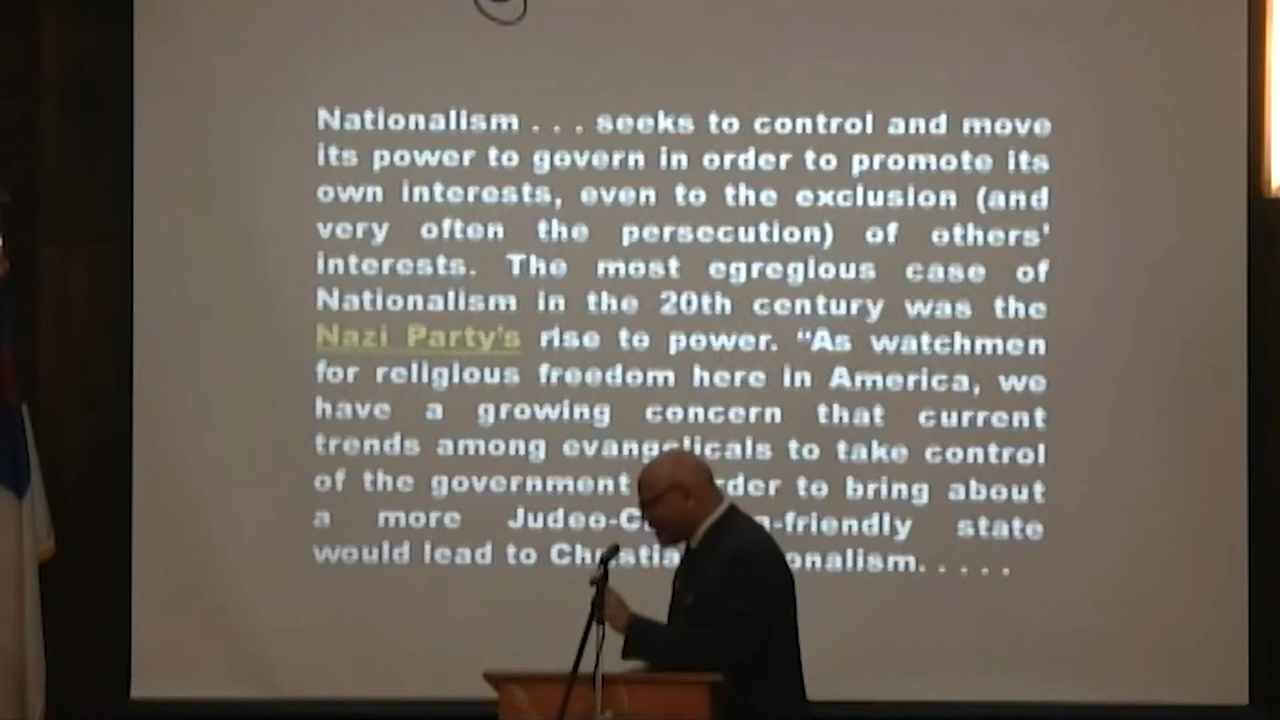 Nationalism . . . seeks to control and move
its power to govern in order to promote its
own interests, even to the exclusion (and
very often the persecution) of others'
interests. The most egregious case of
Nationalism in the 20th century was the
Nazi Party's rise to power. "As watchmen
for religious freedom here in America, we
have a growing concern that current
trends among evangelicals to take control
of the government rder to bring about
a more Judeo-C n-friendly state
would lead to Christia onalism. . . . .